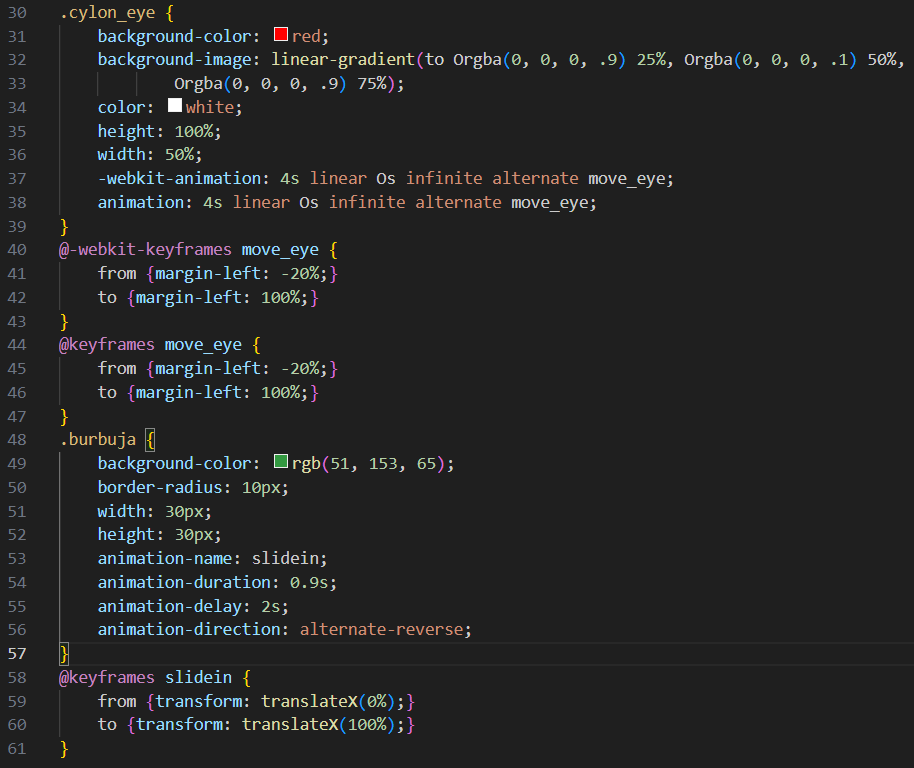 30 .cylon_eye {
31 background-color: red;
32 background-image: linear-gradient(to Orgba(0, 0, 0, .9) 25%, Orgba(0, 0, 0, .1) 50%,
33 Orgba(0, 0, 0, .9) 75%);
34 color: white;
35 height: 100%;
36 width: 50%;
37 -webkit-animation: 4s linear Os infinite alternate move_eye;
38 animation: 4s linear Os infinite alternate move_eye;
39 }
40 @-webkit-keyframes move_eye {
41 from {margin-left: -20%;}
42 to {margin-left: 100%;}
43 }
44 @keyframes move_eye {
45 from {margin-left: -20%;}
46 to {margin-left: 100%;}
47 }
48 .burbuja {
49 background-color: rgb(51, 153, 65);
50 border-radius: 10px;
51 width: 30px;
52 height: 30px;
53 animation-name: slidein;
54 animation-duration: 0.9s;
55 animation-delay: 2s;
56 animation-direction: alternate-reverse;
57 }
58 @keyframes slidein {
59 from {transform: translateX(0%);}
60 to {transform: translateX(100%);}
61 }